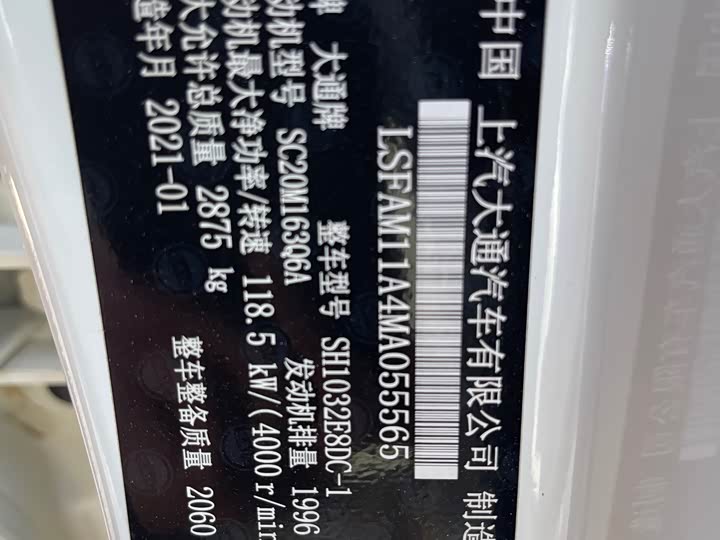 中国 上汽大通汽车有限公司 制造
LSFAM11A4MA055565
牌 大通牌 整车型号 SH1032E8DC-1
动机型号 SC20M163Q6A 发动机排量 1996
动机最大净功率/转速 118.5 kW/(4000r/min
大允许总质量 2875 kg 整车整备质量 2060
造年月 2021-01